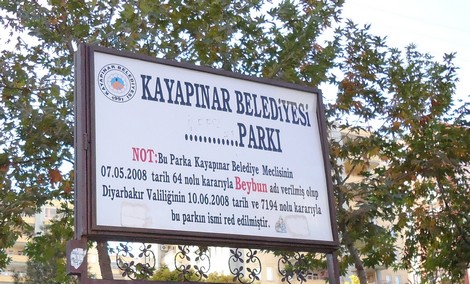 KAYAPINAR BELEDİYESİ
............PARKI
NOT:Bu Parka Kayapınar Belediye Meclisinin
07.05.2008 tarih 64 nolu kararıyla Beybun adı verilmiş olup
Diyarbakır Valiliğinin 10.06.2008 tarih ve 7194 nolu kararıyla
bu parkın ismi red edilmiştir.